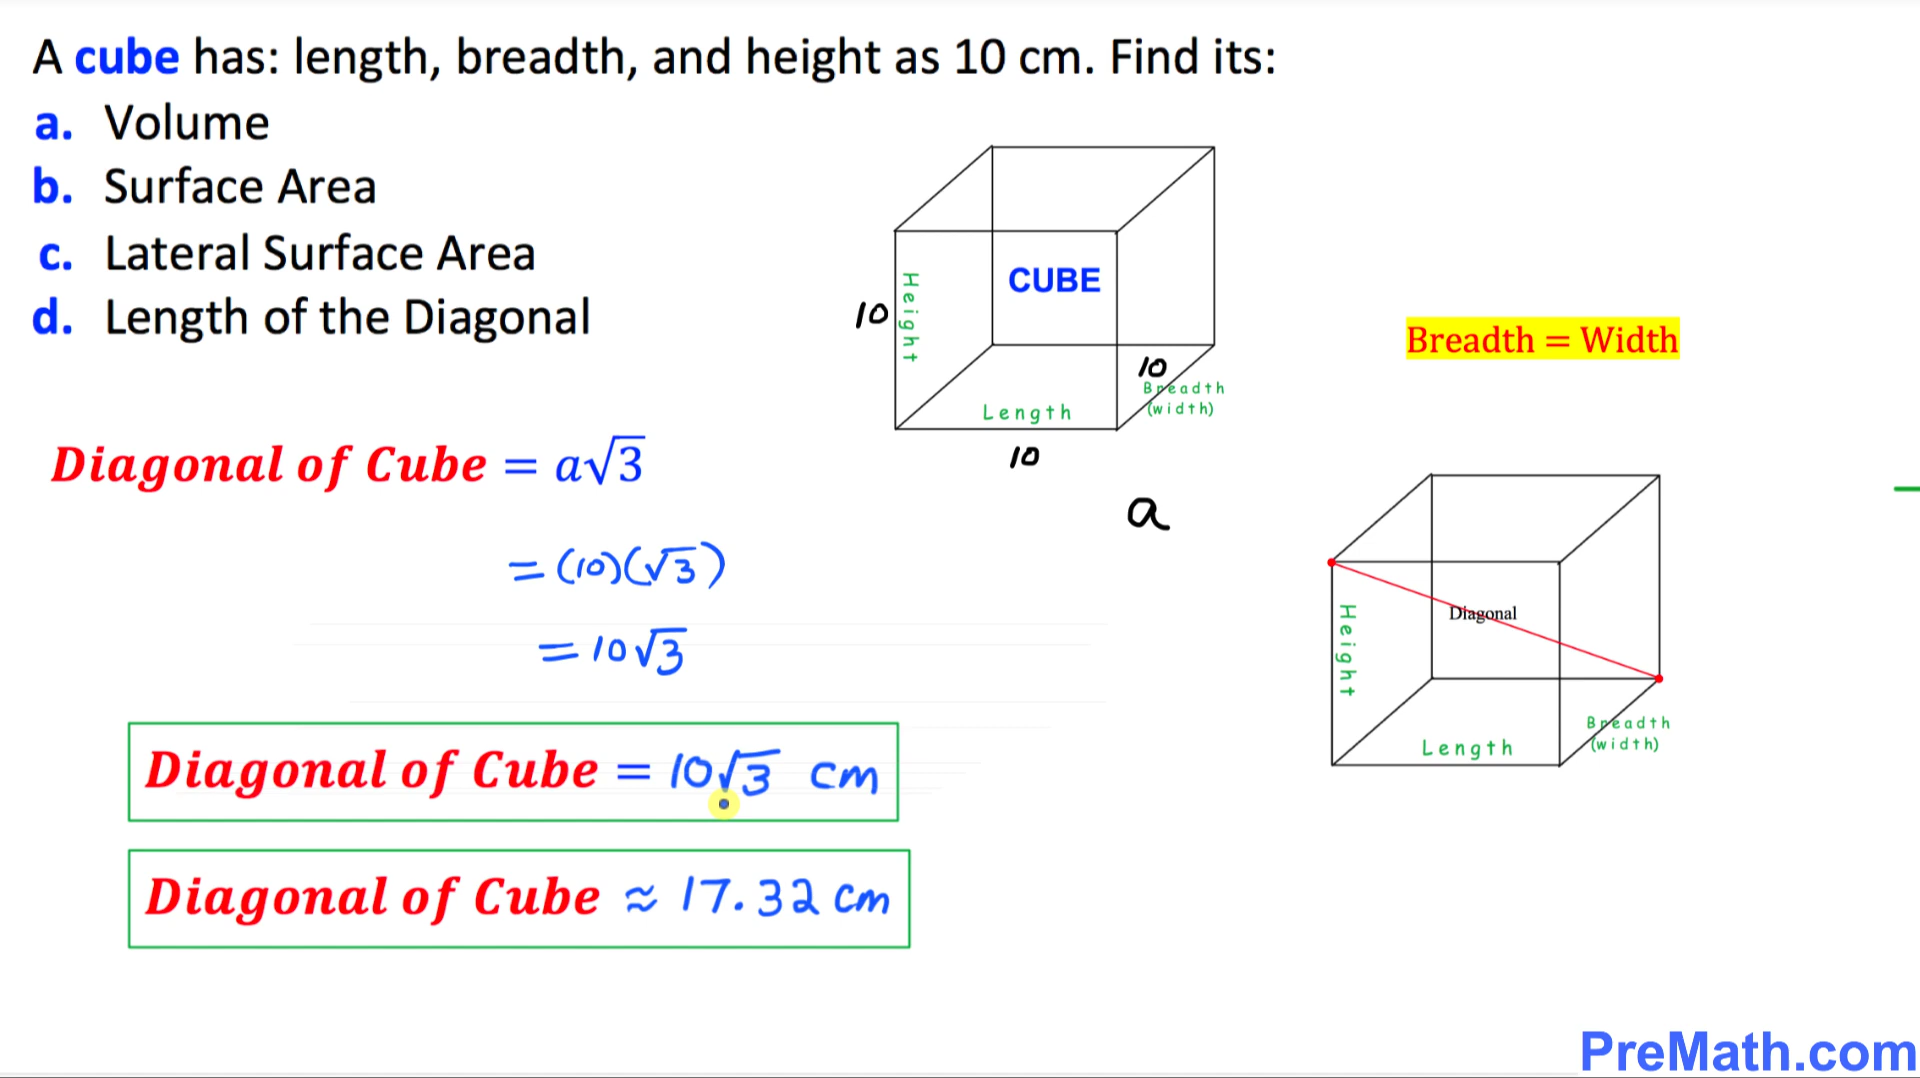 A cube has: length, breadth, and height as 10 cm. Find its:
a. Volume
b. Surface Area
c. Lateral Surface Area
d. Length of the Diagonal
CUBE
Height
10
10
Breadth
(width)
Length
10
a
Breadth = Width
Diagonal of Cube = a√3
= (10)(√3)
= 10√3
Diagonal of Cube = 10√3 cm
Diagonal of Cube ≈ 17.32 cm
Diagonal
Height
Breadth
(width)
Length
PreMath.com